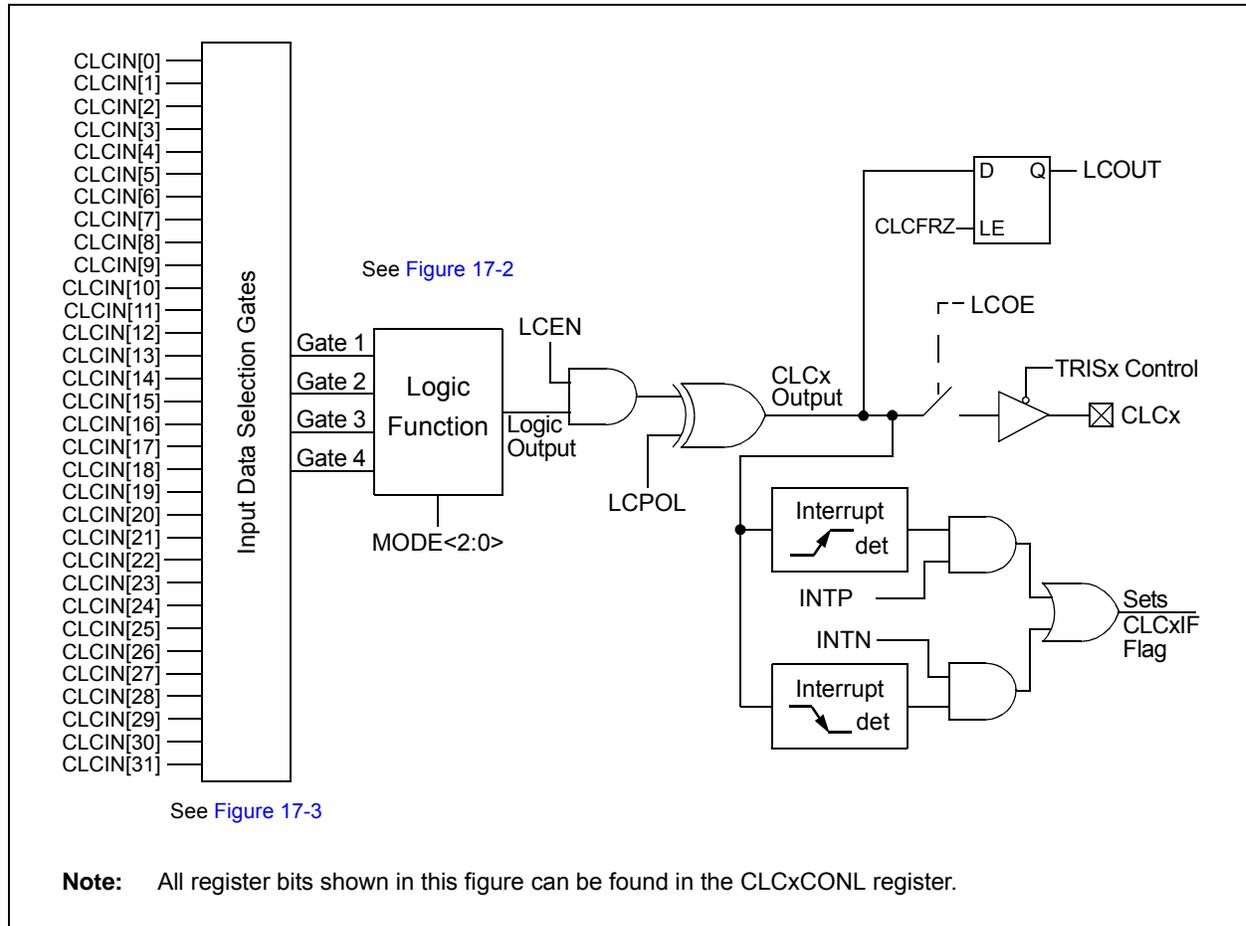 CLCIN[0]
CLCIN[1]
CLCIN[2]
CLCIN[3]
CLCIN[4]
CLCIN[5]
CLCIN[6]
CLCIN[7]
CLCIN[8]
CLCIN[9]
CLCIN[10]
CLCIN[11]
CLCIN[12]
CLCIN[13]
CLCIN[14]
CLCIN[15]
CLCIN[16]
CLCIN[17]
CLCIN[18]
CLCIN[19]
CLCIN[20]
CLCIN[21]
CLCIN[22]
CLCIN[23]
CLCIN[24]
CLCIN[25]
CLCIN[26]
CLCIN[27]
CLCIN[28]
CLCIN[29]
CLCIN[30]
CLCIN[31]
Input Data Selection Gates
See Figure 17-3
Gate 1
Gate 2
Gate 3
Gate 4
See Figure 17-2
Logic
Function
MODE<2:0>
LCEN
Logic
Output
LCPOL
CLCx
Output
D
Q
LCOUT
CLCFRZ
LE
LCOE
TRISx Control
CLCx
Interrupt
det
INTP
INTN
Interrupt
det
Sets
CLCxIF
Flag
Note: All register bits shown in this figure can be found in the CLCxCONL register.